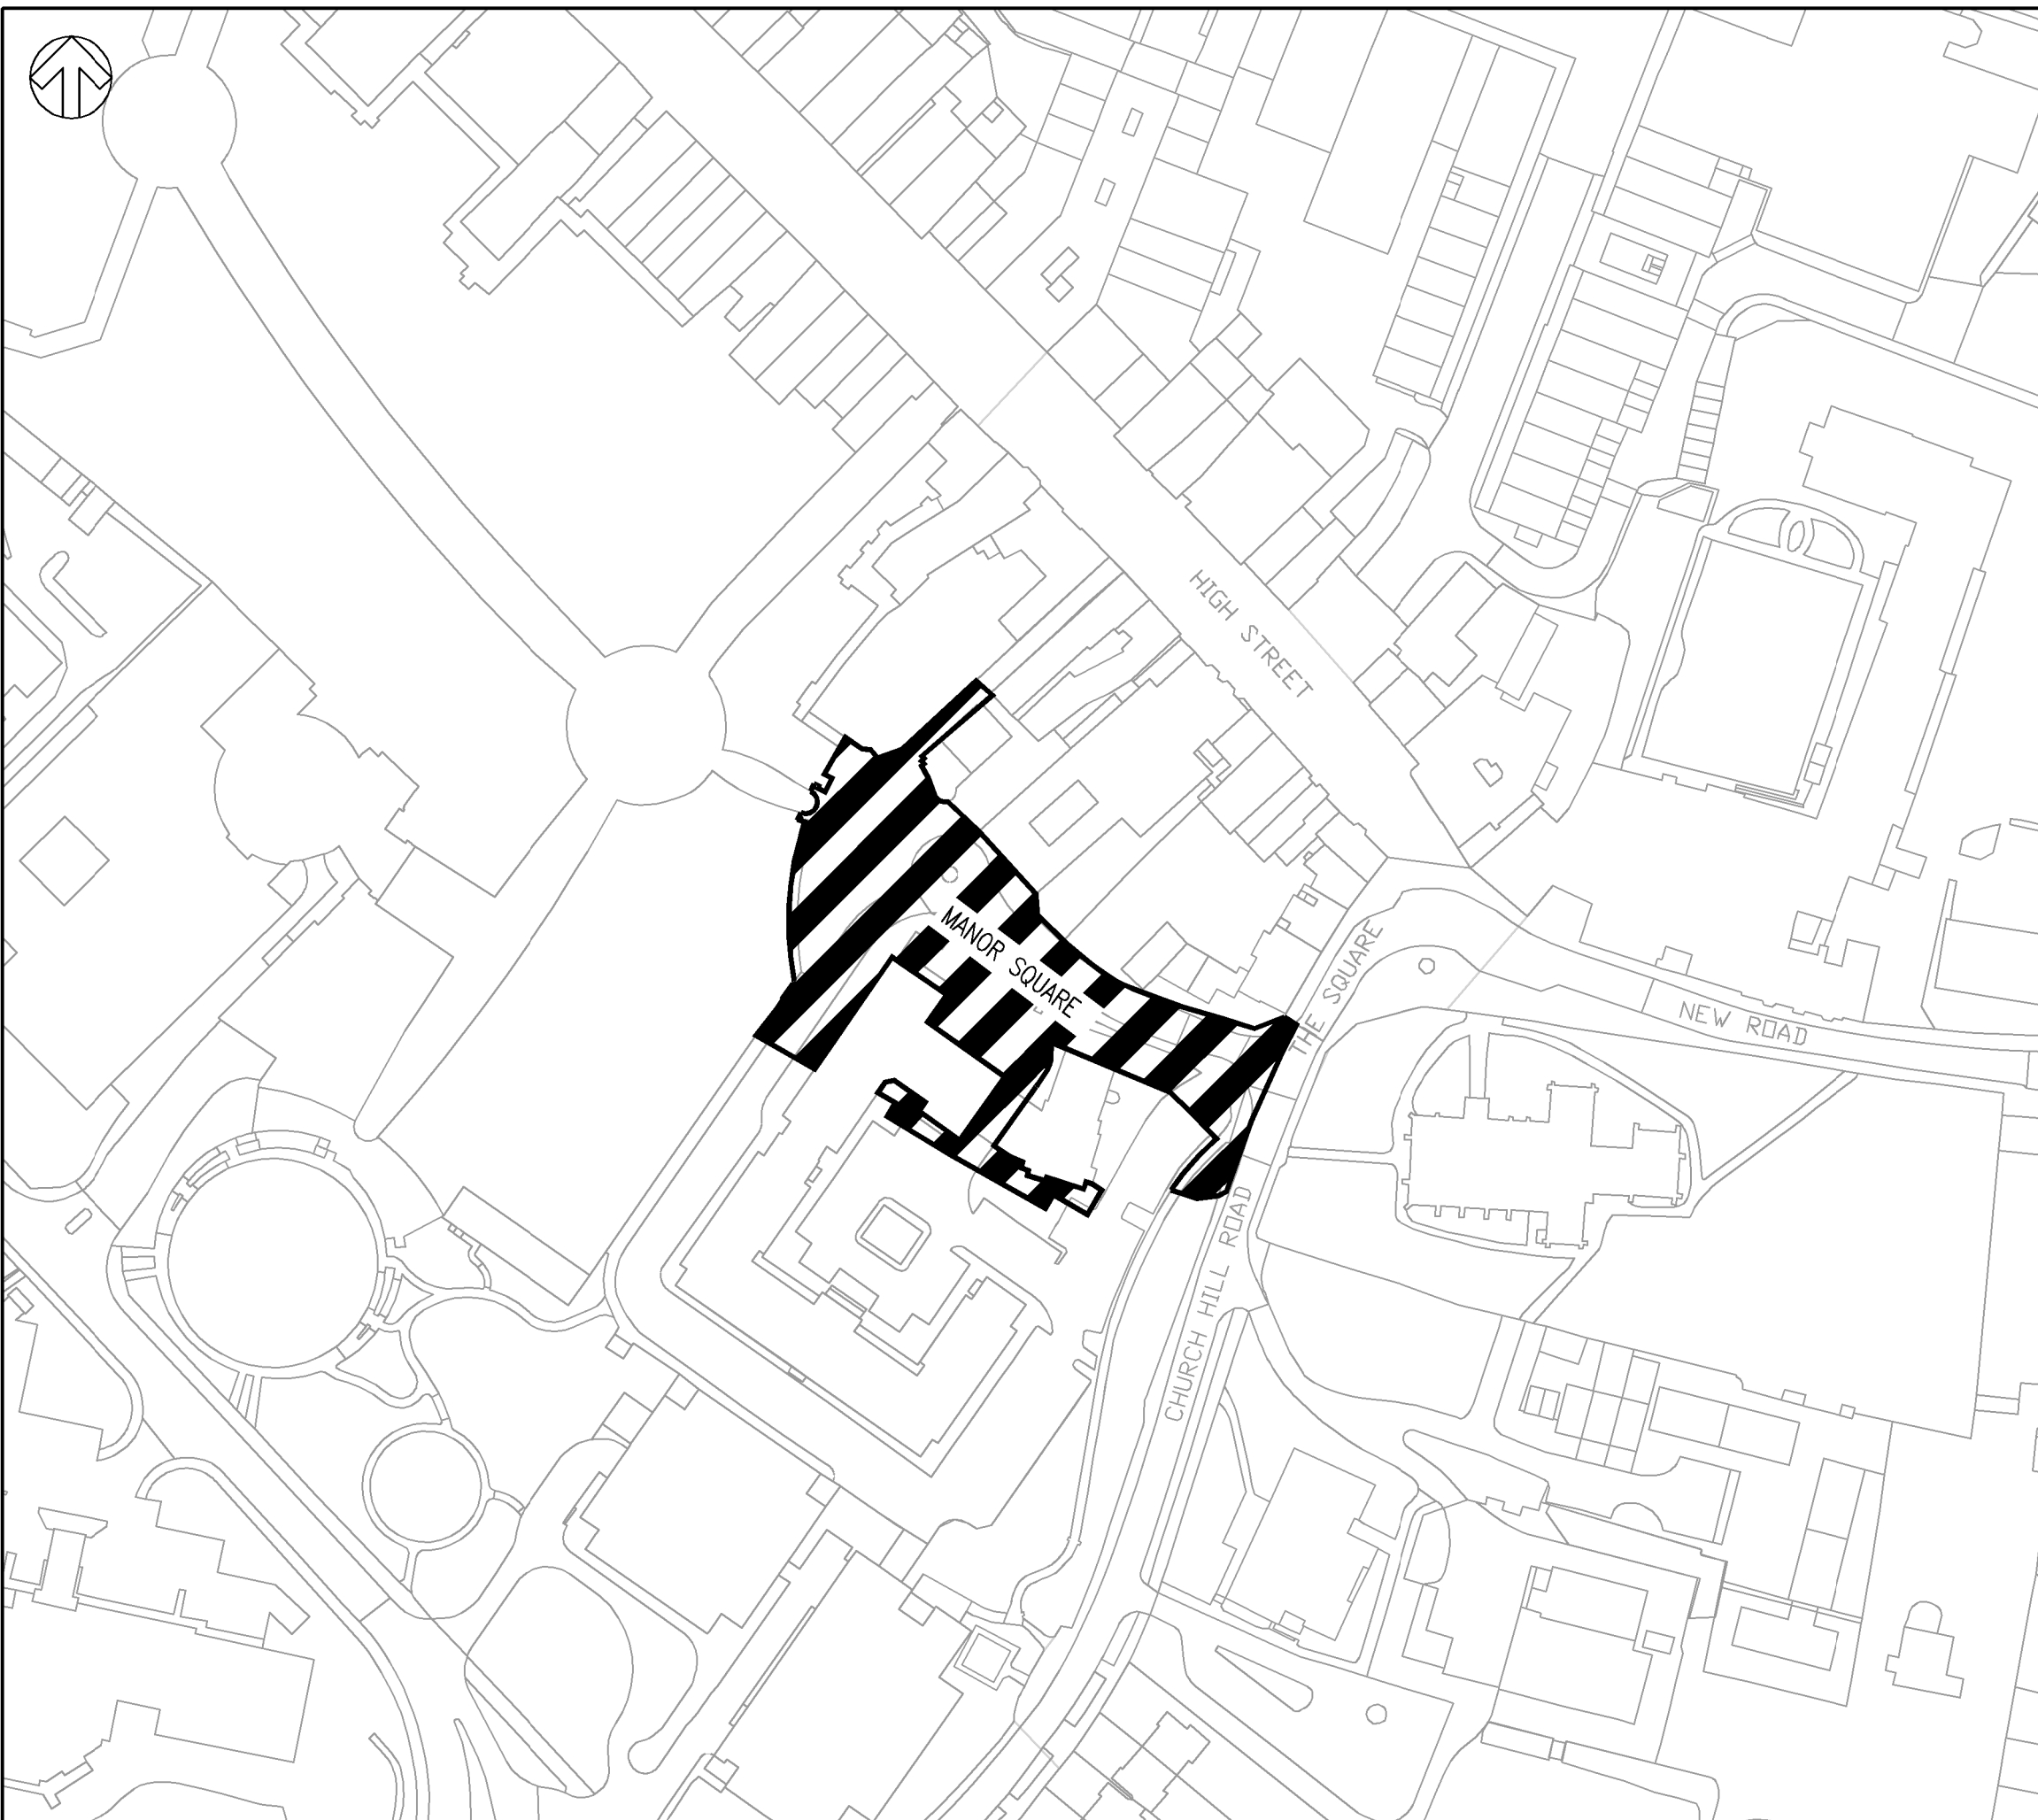 HIGH STREET
MANOR SQUARE
THE SQUARE
NEW ROAD
CHURCH HILL ROAD